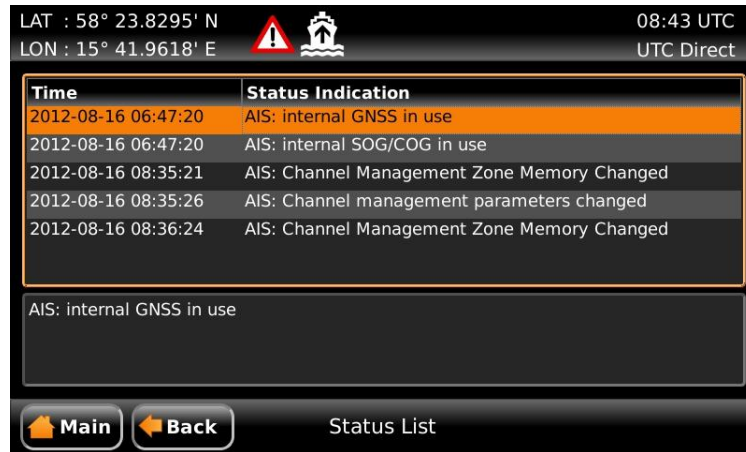 LAT : 58° 23.8295' N
LON : 15° 41.9618' E
08:43 UTC
UTC Direct
Time Status Indication
2012-08-16 06:47:20 AIS: internal GNSS in use
2012-08-16 06:47:20 AIS: internal SOG/COG in use
2012-08-16 08:35:21 AIS: Channel Management Zone Memory Changed
2012-08-16 08:35:26 AIS: Channel management parameters changed
2012-08-16 08:36:24 AIS: Channel Management Zone Memory Changed
AIS: internal GNSS in use
Main Back Status List